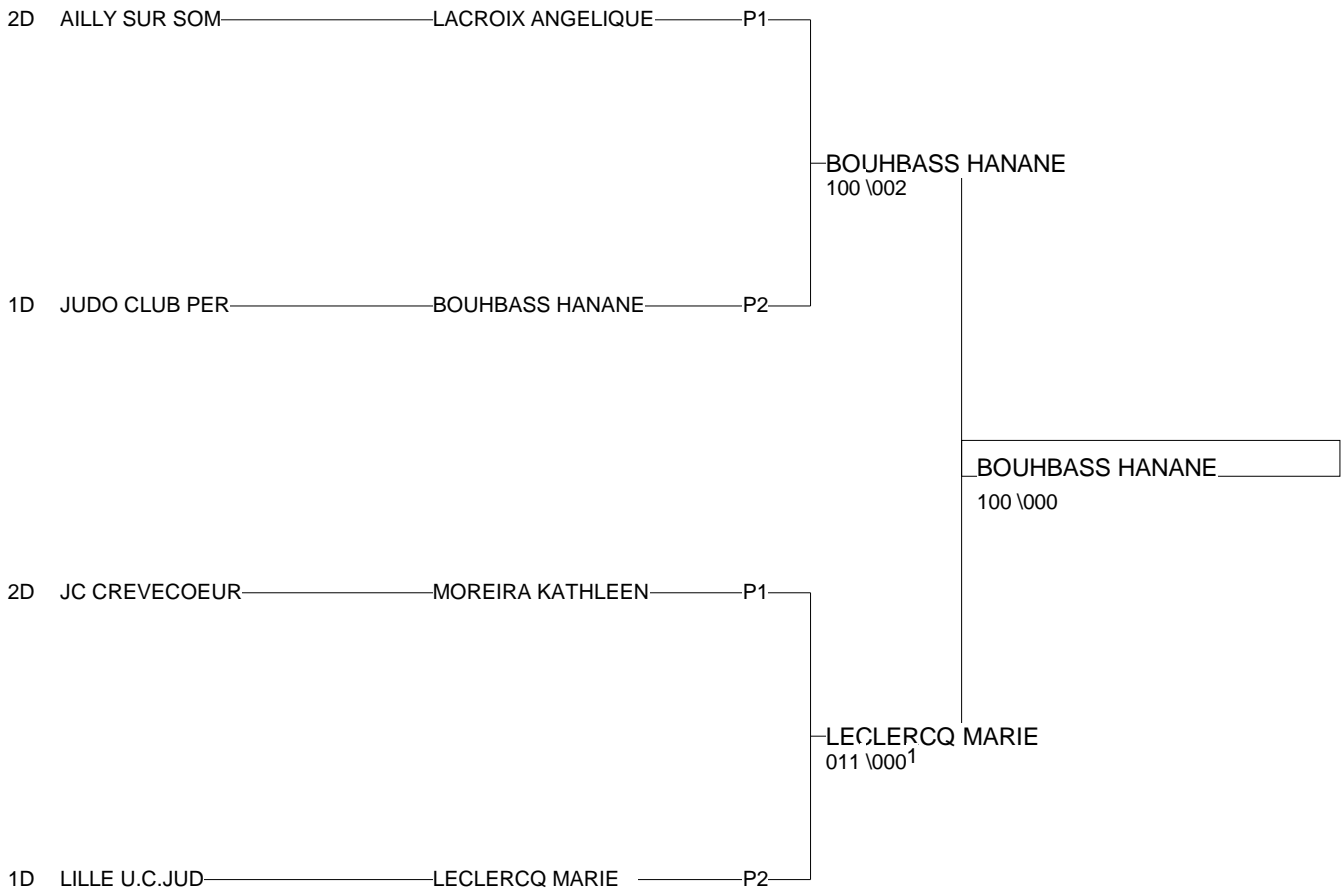 2D AILLY SUR SOM LACROIX ANGELIQUE P1
BOUHBASS HANANE
100 \002
1D JUDO CLUB PER BOUHBASS HANANE P2
BOUHBASS HANANE
100 \000
2D JC CREVECOEUR MOREIRA KATHLEEN P1
LECLERCQ MARIE
011 \000 1
1D LILLE U.C.JUD LECLERCQ MARIE P2